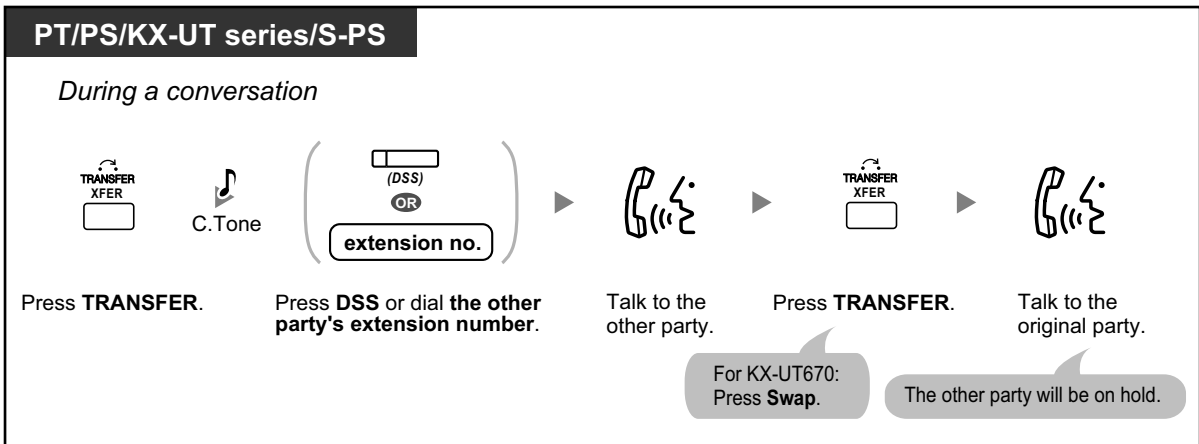 PT/PS/KX-UT series/S-PS
During a conversation
TRANSFER
XFER
C.Tone
(DSS)
OR
extension no.
TRANSFER
XFER
Press TRANSFER.
Press DSS or dial the other
party's extension number.
Talk to the
other party.
Press TRANSFER.
Talk to the
original party.
For KX-UT670:
Press Swap.
The other party will be on hold.